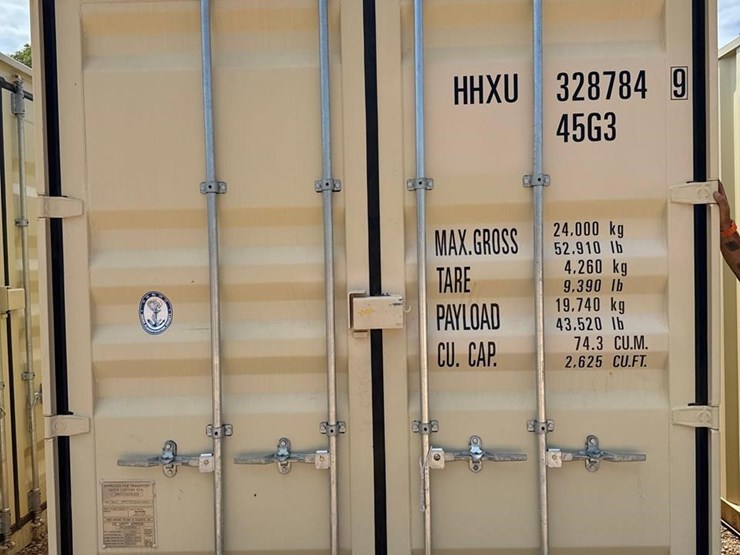 HHXU 328784 9
45G3
MAX.GROSS 24.000 kg
52.910 lb
TARE 4.260 kg
9.390 lb
PAYLOAD 19.740 kg
43.520 lb
CU. CAP. 74.3 CU.M.
2.625 CU.FT.